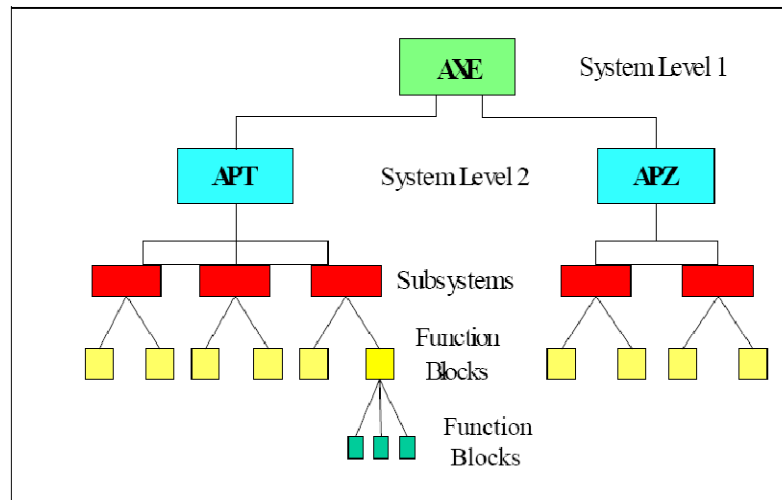 AXE
System Level 1
APT
System Level 2
APZ
Subsystems
Function
Blocks
Function
Blocks